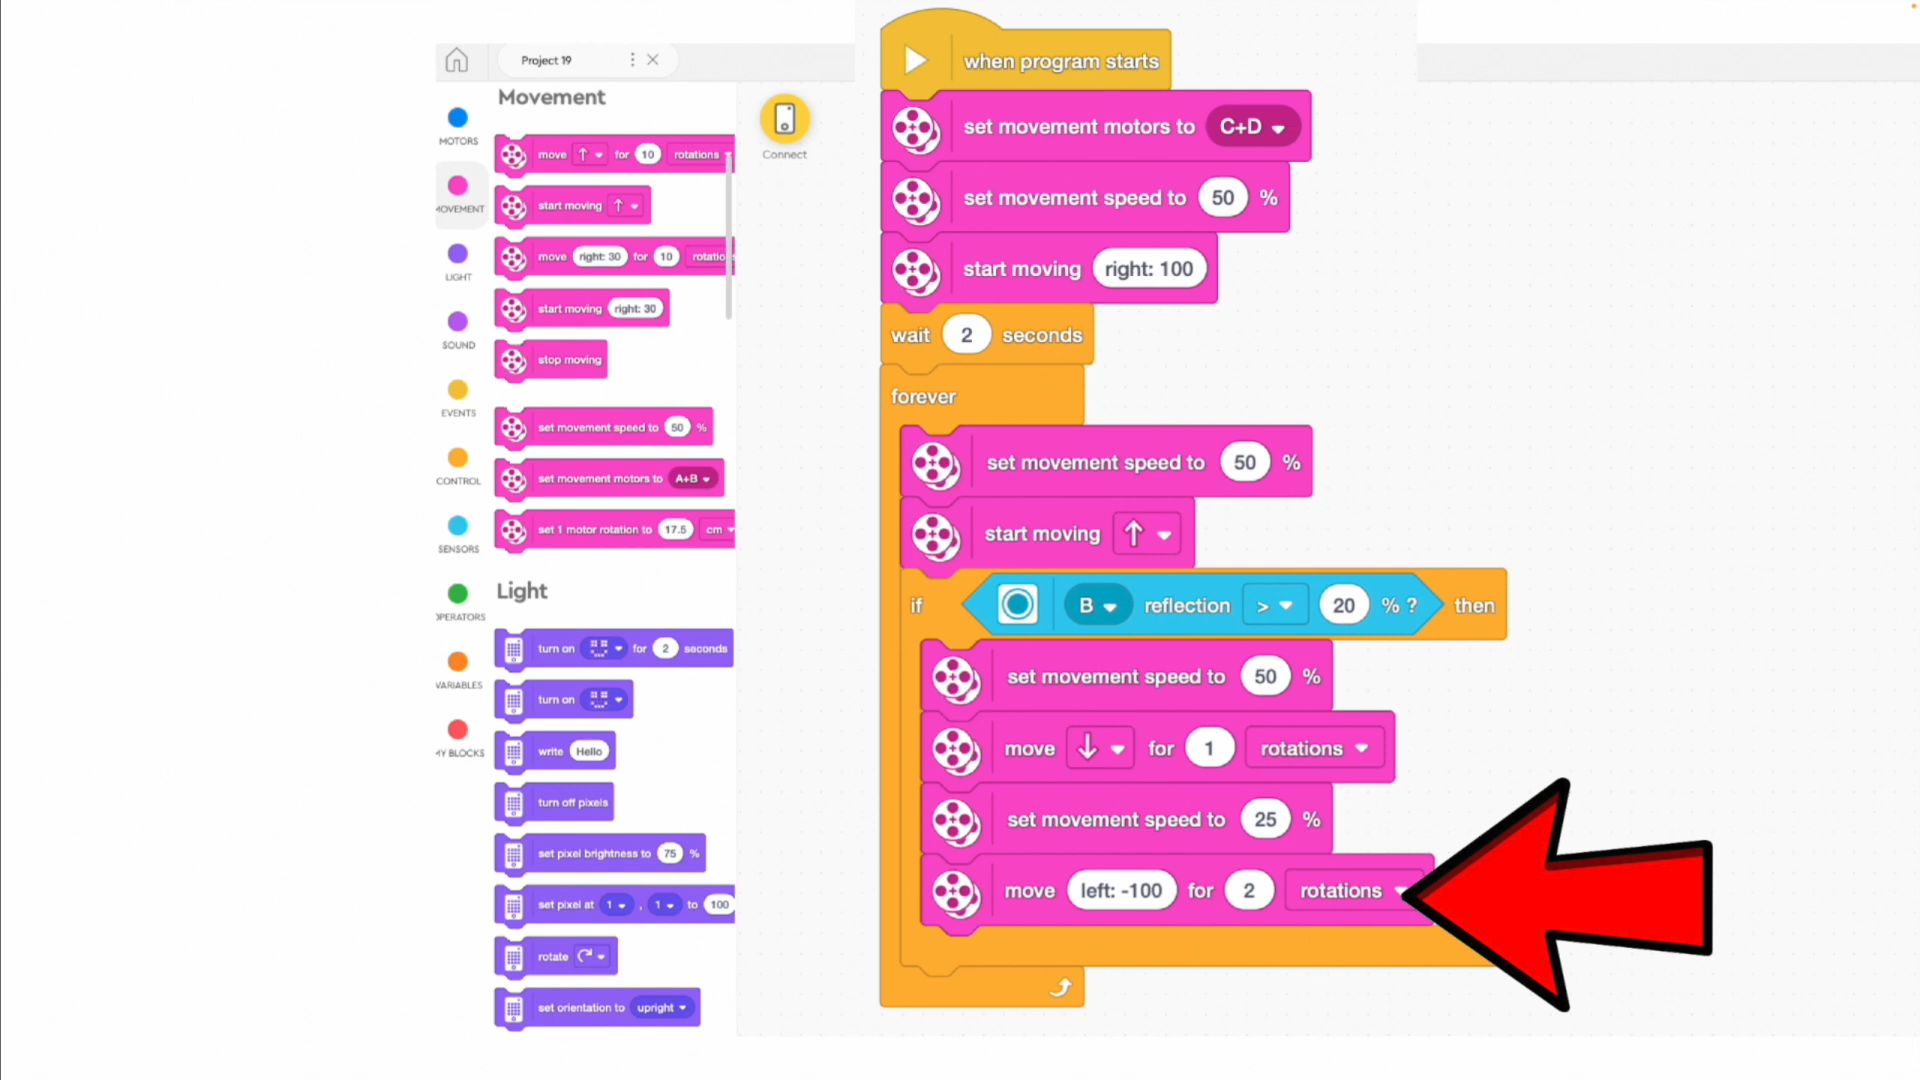 Project 19
MOTORS
MOVEMENT
LIGHT
SOUND
EVENTS
CONTROL
SENSORS
OPERATORS
VARIABLES
MY BLOCKS
Movement
move for 10 rotations
start moving
move right: 30 for 10 rotations
start moving right: 30
stop moving
set movement speed to 50 %
set movement motors to A+B
set 1 motor rotation to 17.5 cm
Light
turn on for 2 seconds
turn on
write Hello
turn off pixels
set pixel brightness to 75 %
set pixel at 1 , 1 to 100
rotate
set orientation to upright
Connect
when program starts
set movement motors to C+D
set movement speed to 50 %
start moving right: 100
wait 2 seconds
forever
set movement speed to 50 %
start moving
if B reflection > 20 % ? then
set movement speed to 50 %
move for 1 rotations
set movement speed to 25 %
move left: -100 for 2 rotations